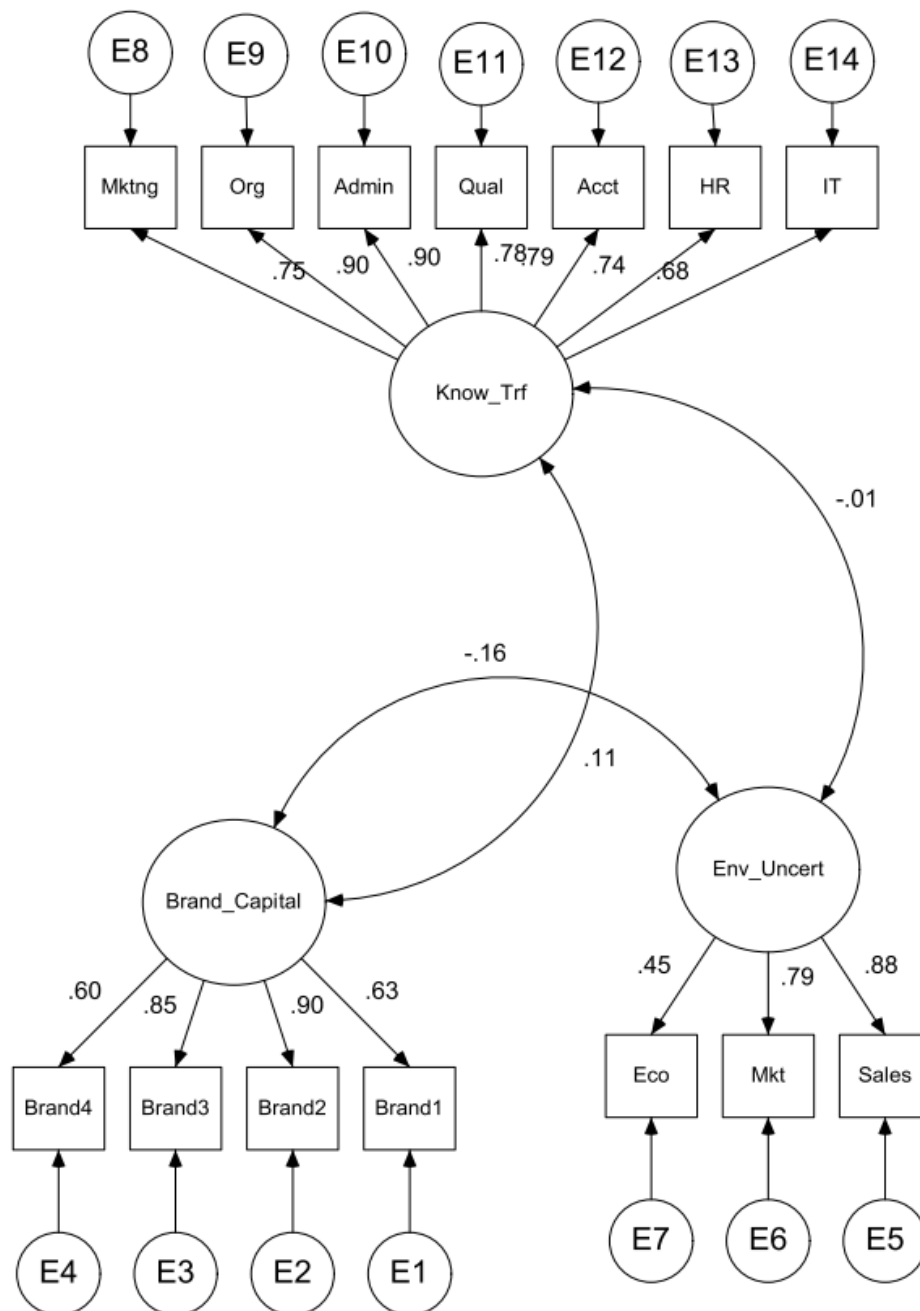 E8 E9 E10 E11 E12 E13 E14
Mktng Org Admin Qual Acct HR IT
.75 .90 .90 .78 .79 .74 .68
Know_Trf
-.01
-.16
.11
Brand_Capital Env_Uncert
.60 .85 .90 .63 .45 .79 .88
Brand4 Brand3 Brand2 Brand1 Eco Mkt Sales
E4 E3 E2 E1 E7 E6 E5